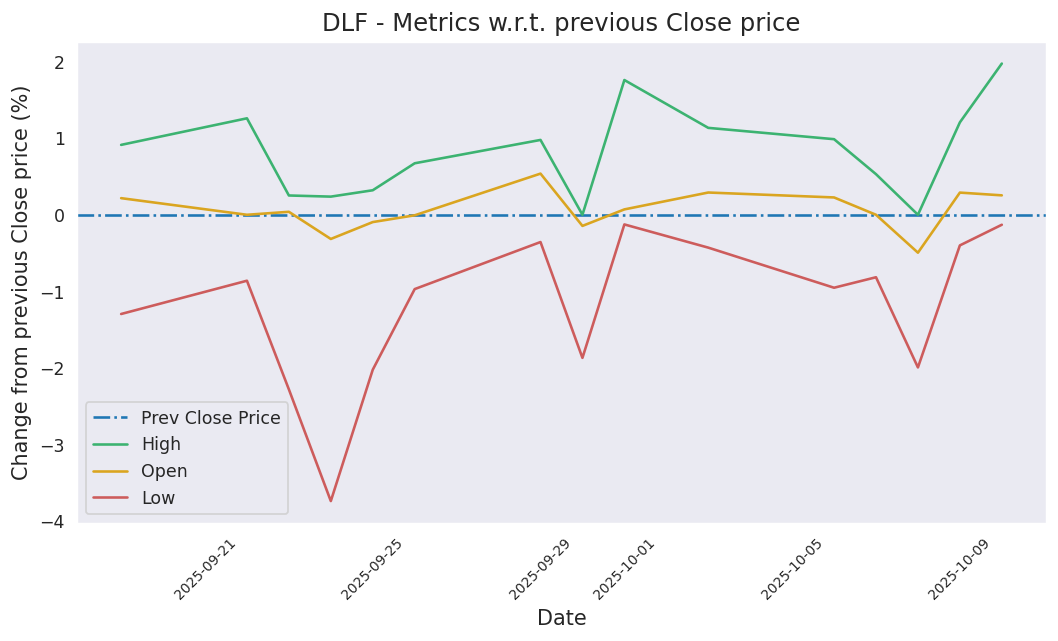 DLF - Metrics w.r.t. previous Close price
Change from previous Close price (%)
2
1
0
−1
−2
−3
−4
Prev Close Price
High
Open
Low
2025-09-21
2025-09-25
2025-09-29
2025-10-01
2025-10-05
2025-10-09
Date